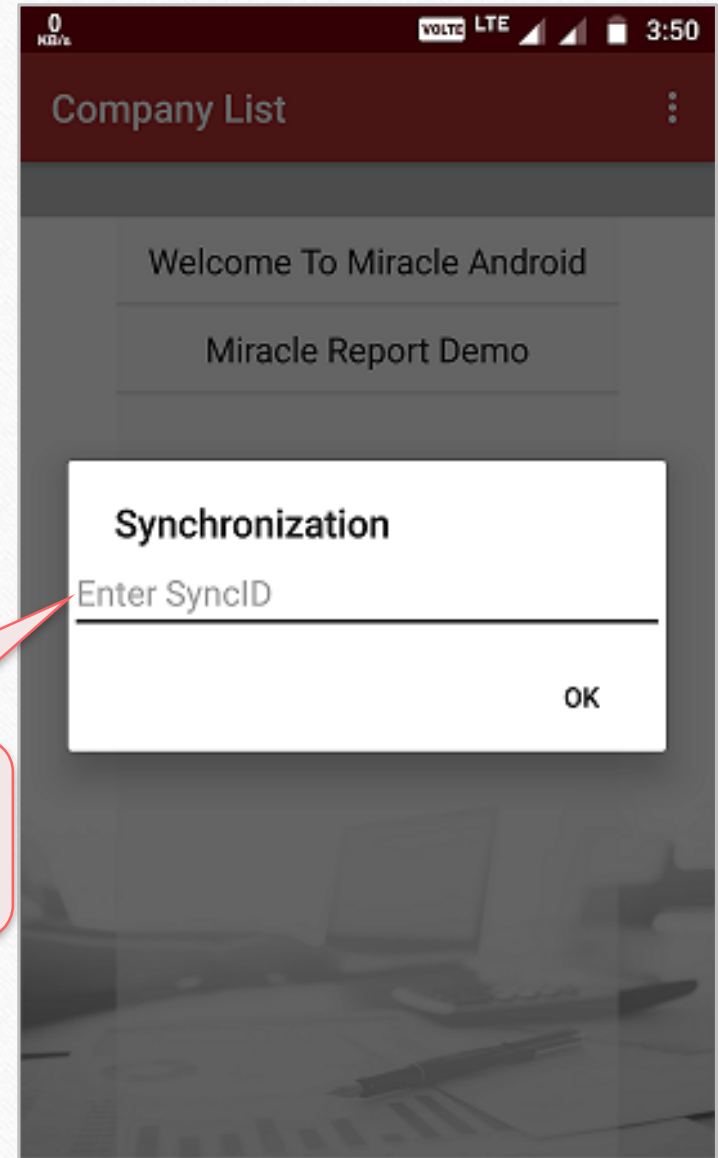 0
KB/s
VOLTE LTE 3:50
Company List
Welcome To Miracle Android
Miracle Report Demo
Synchronization
Enter SyncID
OK